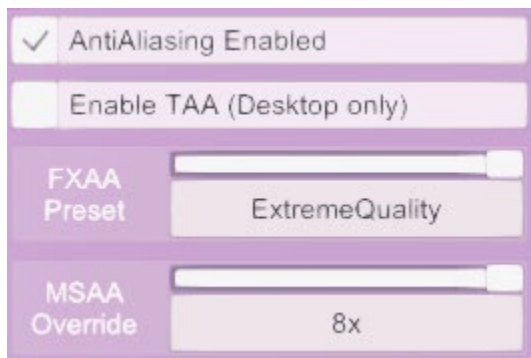 AntiAliasing Enabled
Enable TAA (Desktop only)
FXAA
Preset
ExtremeQuality
MSAA
Override
8x